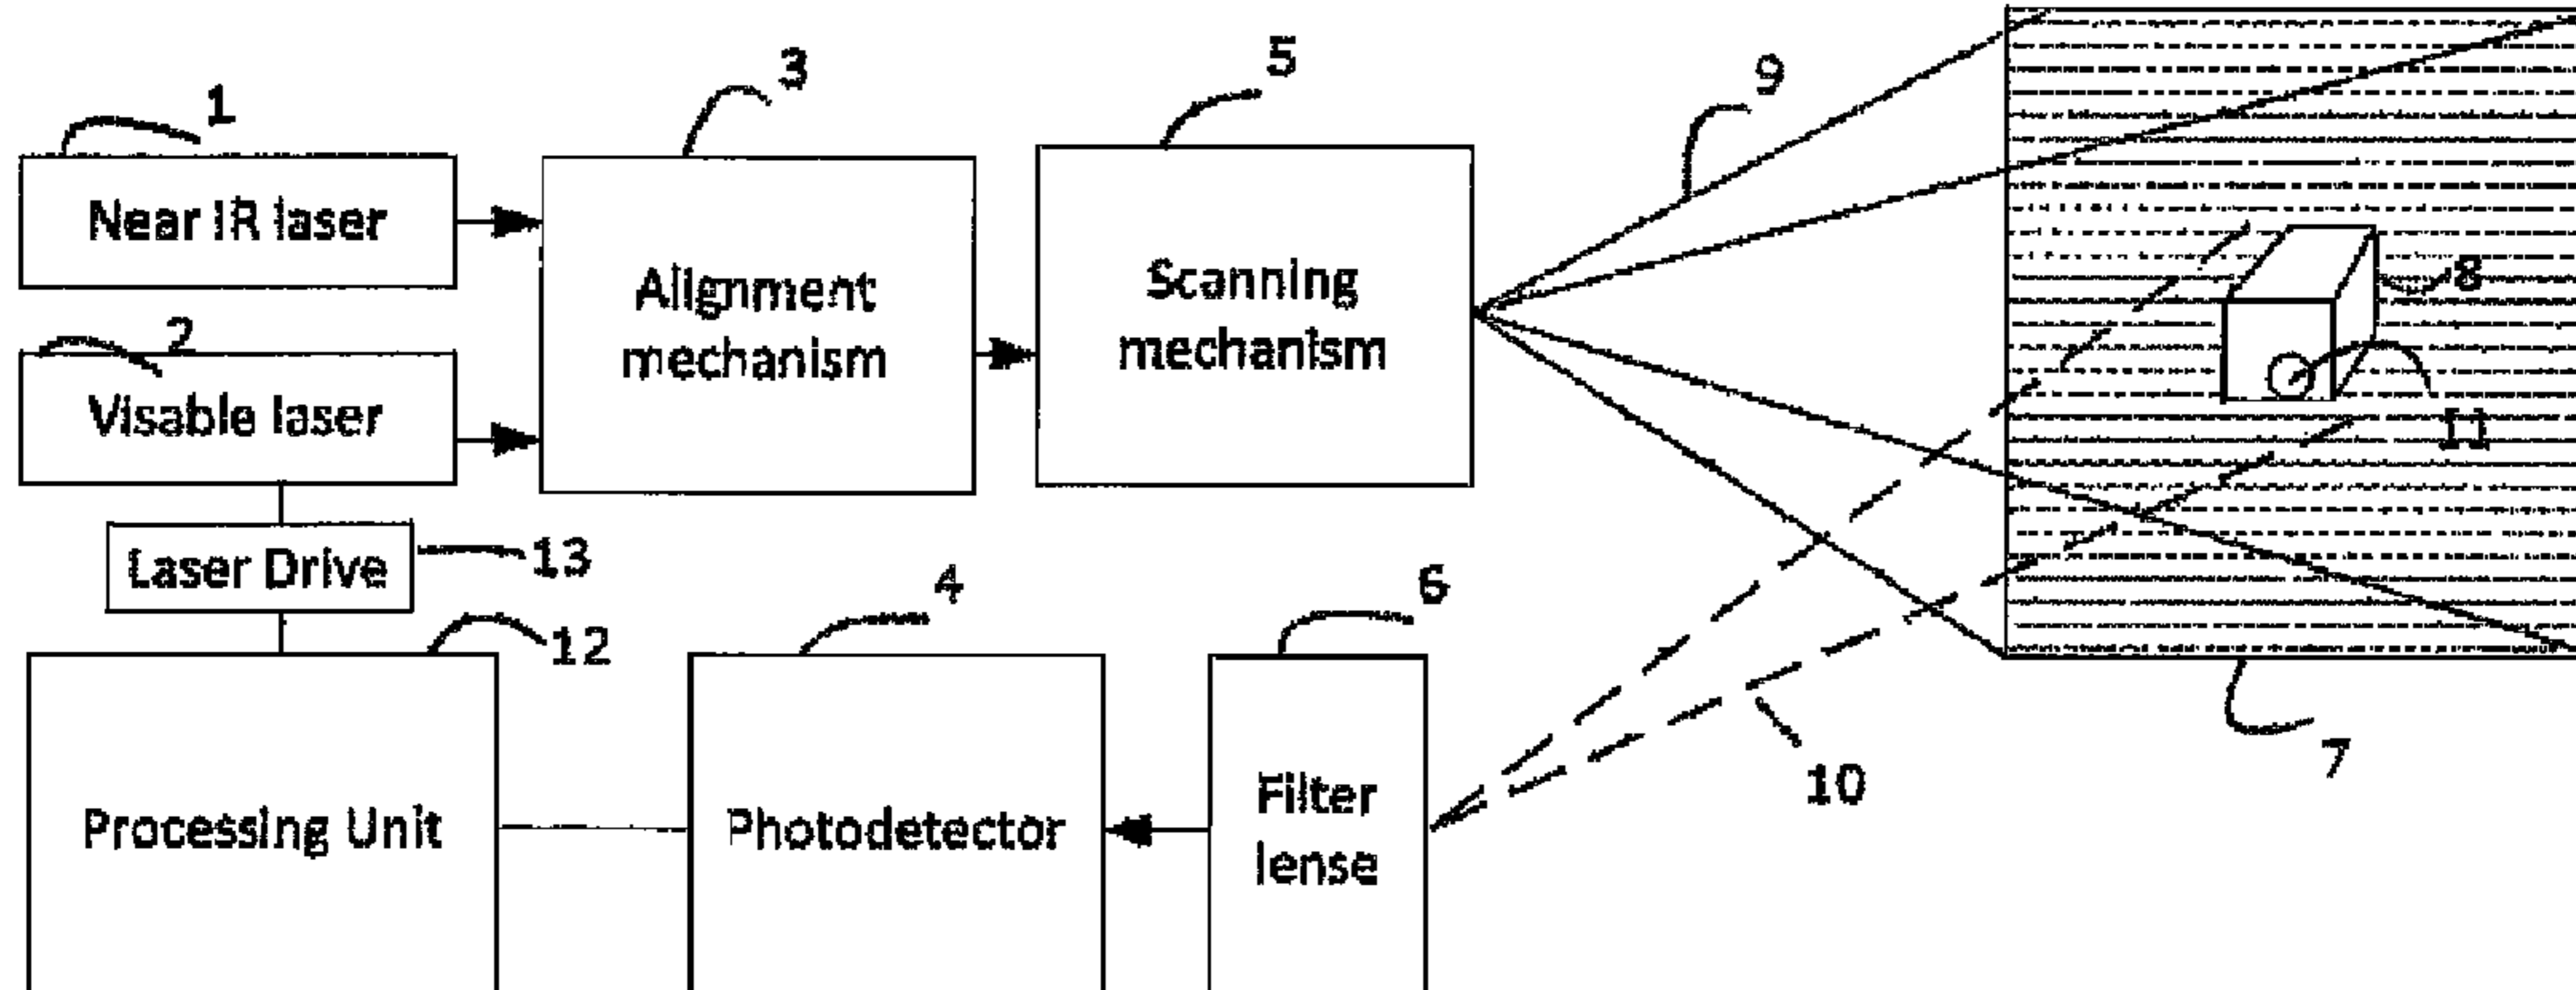 1
3
5
9
Near IR laser
Alignment
mechanism
Scanning
mechanism
8
2
Visable laser
11
Laser Drive
13
4
6
12
7
10
Processing Unit
Photodetector
Filter
lense